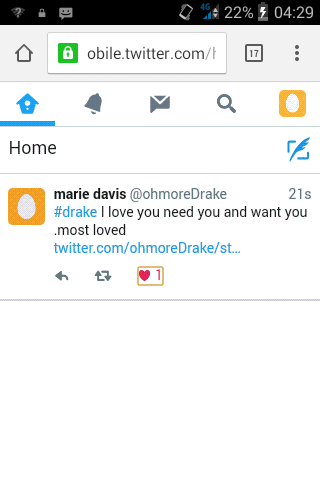 4G 22% 04:29
obile.twitter.com/h 17
Home
marie davis @ohmoreDrake 21s
#drake I love you need you and want you
.most loved
twitter.com/ohmoreDrake/st...
1